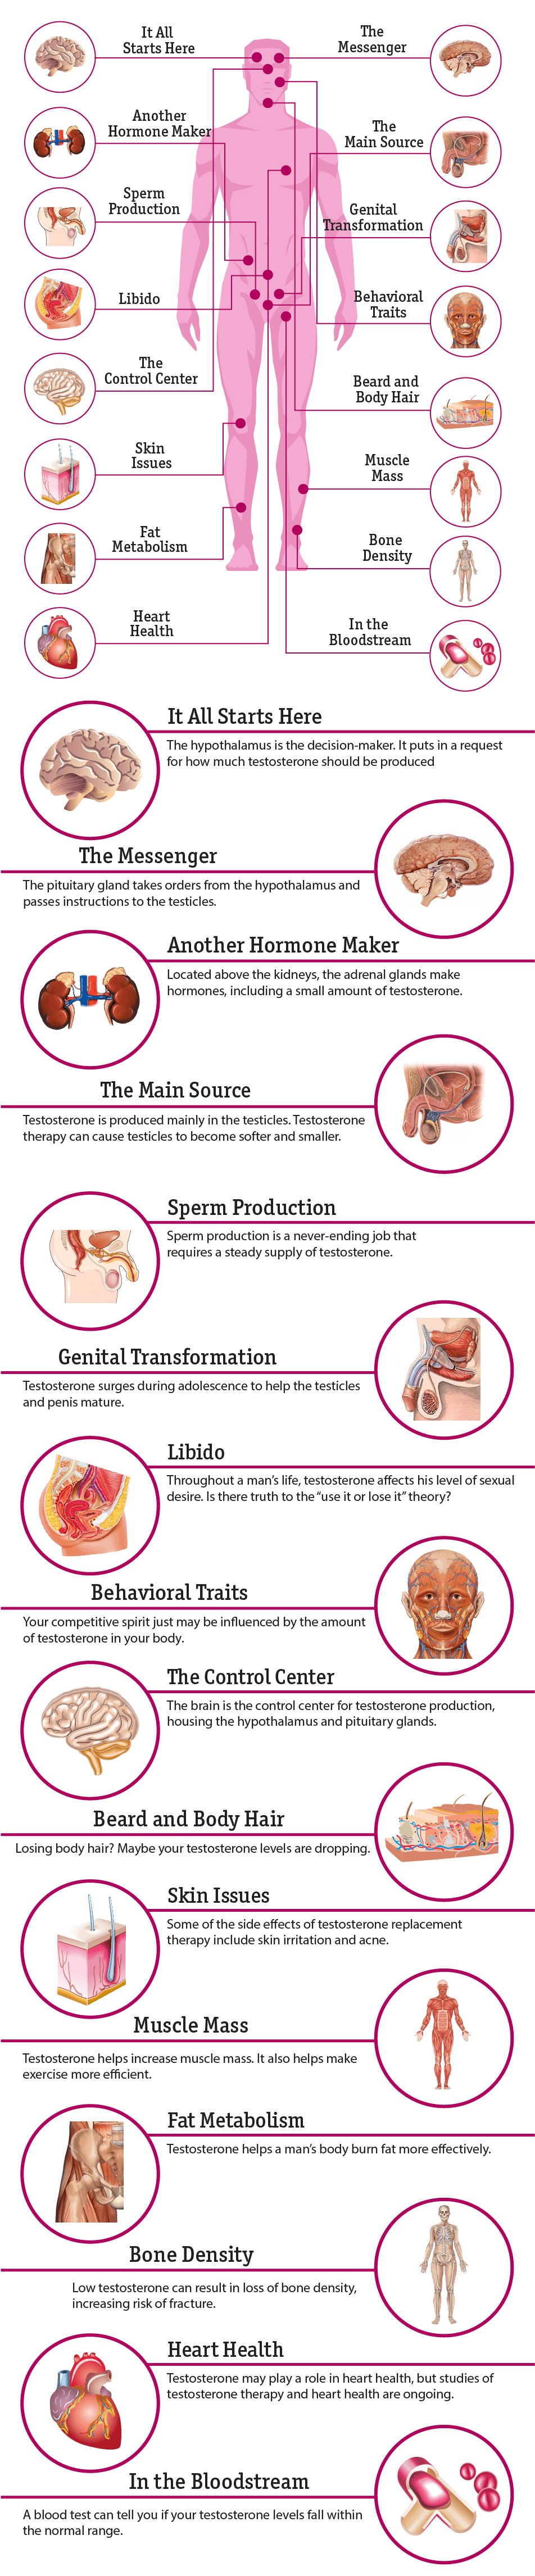 It All
Starts Here
The
Messenger
Another
Hormone Maker
The
Main Source
Sperm
Production
Genital
Transformation
Libido
Behavioral
Traits
The
Control Center
Beard and
Body Hair
Skin
Issues
Muscle
Mass
Fat
Metabolism
Bone
Density
Heart
Health
In the
Bloodstream
It All Starts Here
The hypothalamus is the decision-maker. It puts in a request
for how much testosterone should be produced
The Messenger
The pituitary gland takes orders from the hypothalamus and
passes instructions to the testicles.
Another Hormone Maker
Located above the kidneys, the adrenal glands make
hormones, including a small amount of testosterone.
The Main Source
Testosterone is produced mainly in the testicles. Testosterone
therapy can cause testicles to become softer and smaller.
Sperm Production
Sperm production is a never-ending job that
requires a steady supply of testosterone.
Genital Transformation
Testosterone surges during adolescence to help the testicles
and penis mature.
Libido
Throughout a man’s life, testosterone affects his level of sexual
desire. Is there truth to the “use it or lose it” theory?
Behavioral Traits
Your competitive spirit just may be influenced by the amount
of testosterone in your body.
The Control Center
The brain is the control center for testosterone production,
housing the hypothalamus and pituitary glands.
Beard and Body Hair
Losing body hair? Maybe your testosterone levels are dropping.
Skin Issues
Some of the side effects of testosterone replacement
therapy include skin irritation and acne.
Muscle Mass
Testosterone helps increase muscle mass. It also helps make
exercise more efficient.
Fat Metabolism
Testosterone helps a man’s body burn fat more effectively.
Bone Density
Low testosterone can result in loss of bone density,
increasing risk of fracture.
Heart Health
Testosterone may play a role in heart health, but studies of
testosterone therapy and heart health are ongoing.
In the Bloodstream
A blood test can tell you if your testosterone levels fall within
the normal range.